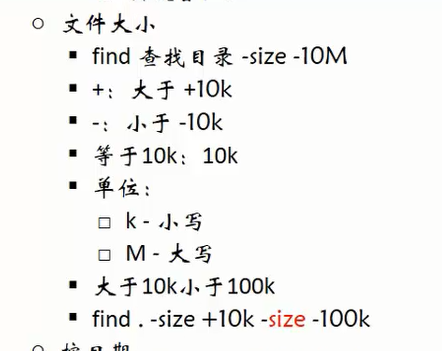 文件大小
find 查找目录 -size -10M
+：大于 +10k
-：小于 -10k
等于10k：10k
单位：
k - 小写
M - 大写
大于10k小于100k
find . -size +10k -size -100k